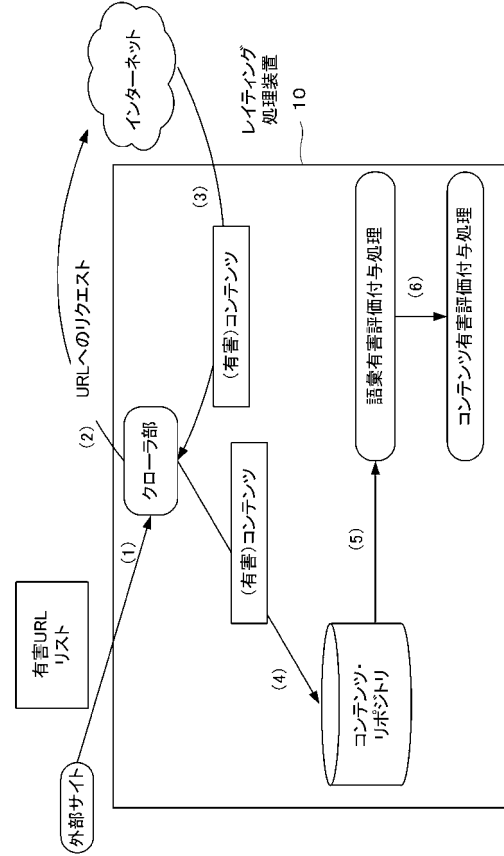 外部サイト
有害URL
リスト
(1)
(2)
URLへのリクエスト
インターネット
(3)
レイティング
処理装置
10
クローラ部
(有害)コンテンツ
(有害)コンテンツ
(4)
コンテンツ・
リポジトリ
(5)
語彙有害評価付与処理
(6)
コンテンツ有害評価付与処理